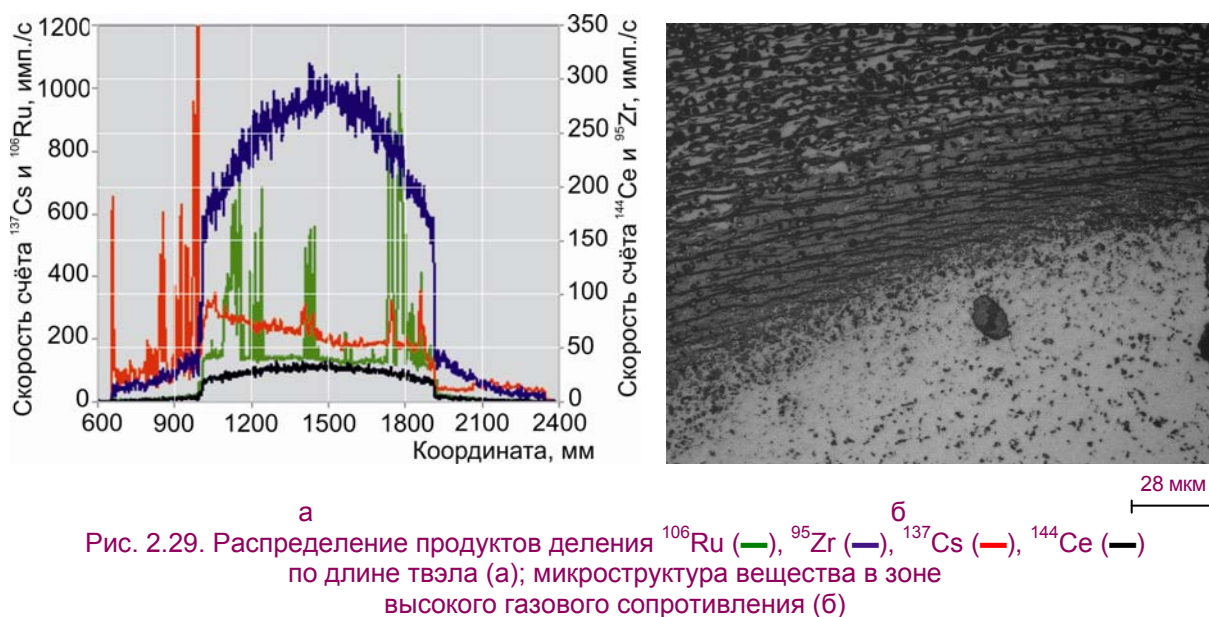 Скорость счёта ¹³⁷Cs и ¹⁰⁶Ru, имп./с
1200
1000
800
600
400
200
0
350
300
250
200
150
100
50
0
Скорость счёта ¹⁴⁴Ce и ⁹⁵Zr, имп./с
600 900 1200 1500 1800 2100 2400
Координата, мм
28 мкм
а б
Рис. 2.29. Распределение продуктов деления ¹⁰⁶Ru (—), ⁹⁵Zr (—), ¹³⁷Cs (—), ¹⁴⁴Ce (—)
по длине твэла (а); микроструктура вещества в зоне
высокого газового сопротивления (б)